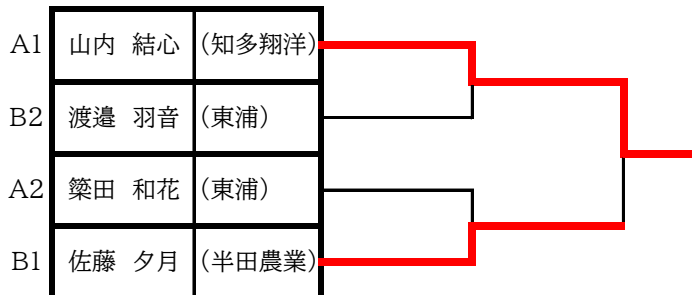 A1 山内 結心 (知多翔洋)
B2 渡邉 羽音 (東浦)
A2 簗田 和花 (東浦)
B1 佐藤 夕月 (半田農業)